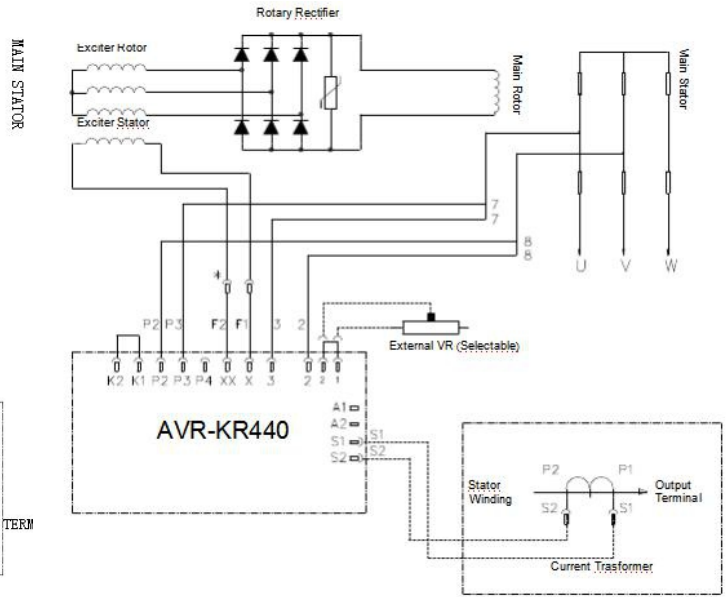 Rotary Rectifier
MAIN STATOR
Exciter Rotor
Main Rotor
Main Stator
Exciter Stator
7
7
8
8
U V W
*
P2 P3 F2 F1 3 2
External VR (Selectable)
K2 K1 P2 P3 P4 XX X 3 2 2 1
A1
AVR-KR440
A2
S1 S1
S2 S2
P2 P1
Stator
Winding
Output
Terminal
S2 S1
TERM
Current Trasformer